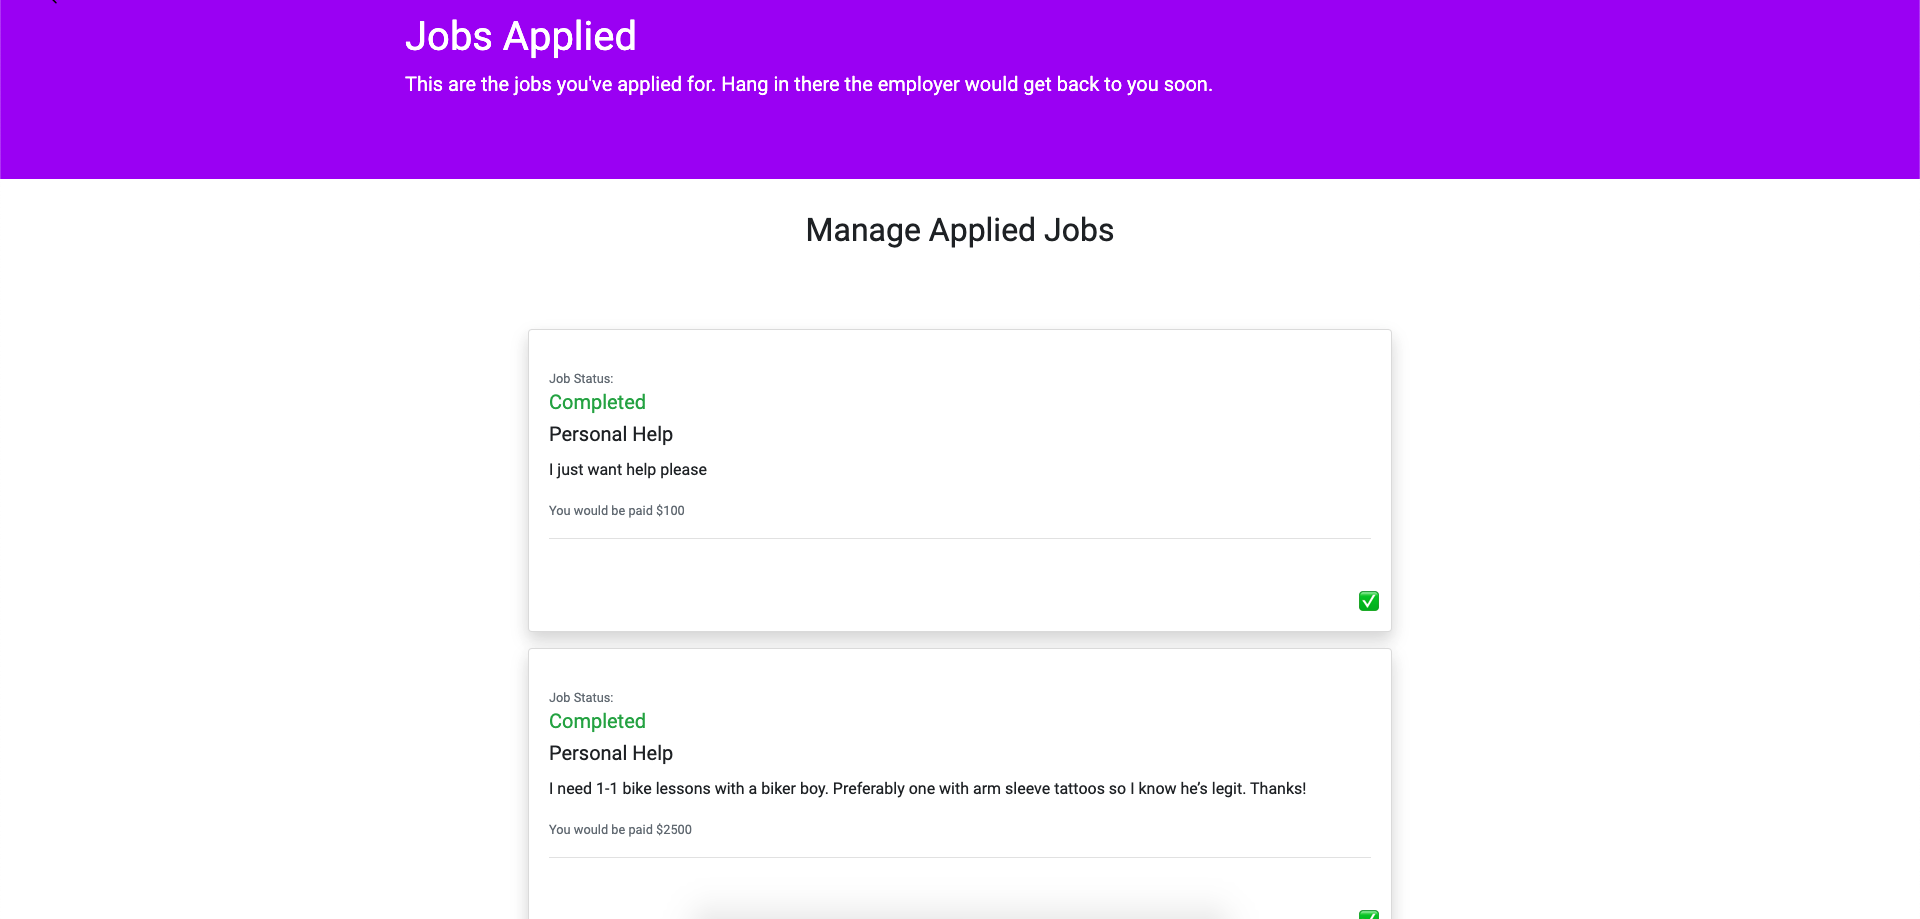 Jobs Applied
This are the jobs you've applied for. Hang in there the employer would get back to you soon.
Manage Applied Jobs
Job Status:
Completed
Personal Help
I just want help please
You would be paid $100
Job Status:
Completed
Personal Help
I need 1-1 bike lessons with a biker boy. Preferably one with arm sleeve tattoos so I know he’s legit. Thanks!
You would be paid $2500